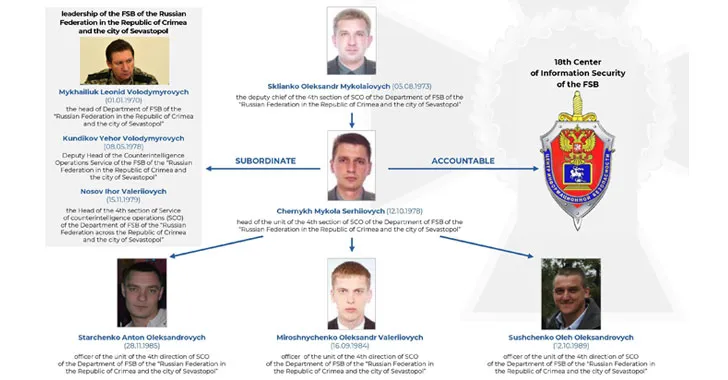 leadership of the FSB of the Russian
Federation in the Republic of Crimea
and the city of Sevastopol
Mykhailiuk Leonid Volodymyrovych
(01.01.1970)
the head of Department of FSB of the
"Russian Federation in the Republic of Crimea
and the city of Sevastopol"
Kundikov Yehor Volodymyrovych
(08.05.1978)
Deputy Head of the Counterintelligence
Operations Service of the FSB of the "Russian
Federation in the Republic of Crimea and
the city of Sevastopol"
Nosov Ihor Valeriiovych
(15.11.1979)
the Head of the 4th section of Service
of counterintelligence operations (SCO)
of the Department of FSB of the "Russian
Federation across the Republic of Crimea
and the city of Sevastopol"
Sklianko Oleksandr Mykolaiovych (05.08.1973)
the deputy chief of the 4th section of SCO of the Department of FSB of the
"Russian Federation in the Republic of Crimea and the city of Sevastopol"
SUBORDINATE
ACCOUNTABLE
18th Center
of Information Security
of the FSB
ЦЕНТР ИНФОРМАЦИОННОЙ БЕЗОПАСНОСТИ
Chernykh Mykola Serhiiovych (12.10.1978)
head of the unit of the 4th section of SCO of the Department of FSB of the
"Russian Federation in the Republic of Crimea and the city of Sevastopol"
Starchenko Anton Oleksandrovych
(28.11.1985)
officer of the unit of the 4th direction of SCO
of the Department of FSB of the "Russian Federation in
the Republic of Crimea and the city of Sevastopol"
Miroshnychenko Oleksandr Valeriiovych
(16.09.1984)
officer of the unit of the 4th direction of SCO
of the Department of FSB of the "Russian Federation in
the Republic of Crimea and the city of Sevastopol"
Sushchenko Oleh Oleksandrovych
(12.10.1989)
officer of the unit of the 4th direction of SCO
of the Department of FSB of the "Russian Federation in
the Republic of Crimea and the city of Sevastopol"